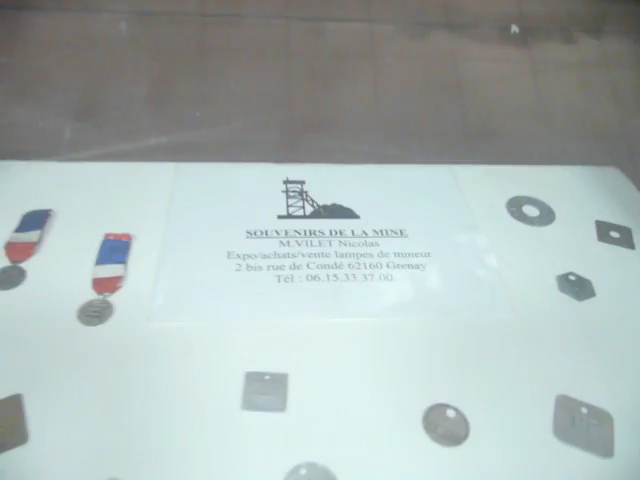 SOUVENIRS DE LA MINE
M.VILET Nicolas
Expo/achats/vente lampes de mineur
2 bis rue de Condé 62160 Grenay
Tél : 06.15.33.37.00